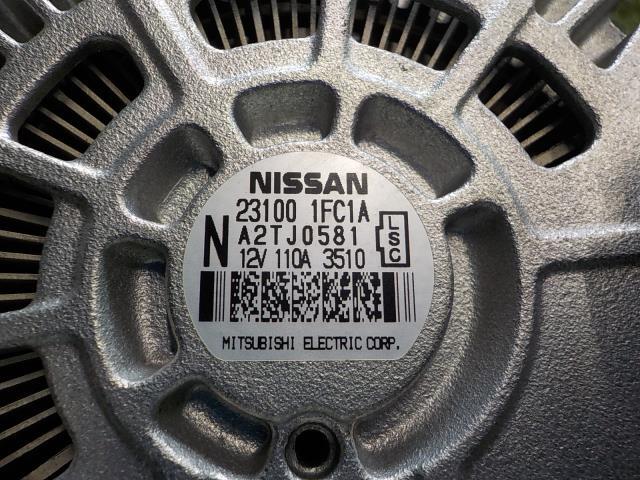 NISSAN
23100 1FC1A
N A2TJ0581 LSC
12V 110A 3510
MITSUBISHI ELECTRIC CORP.